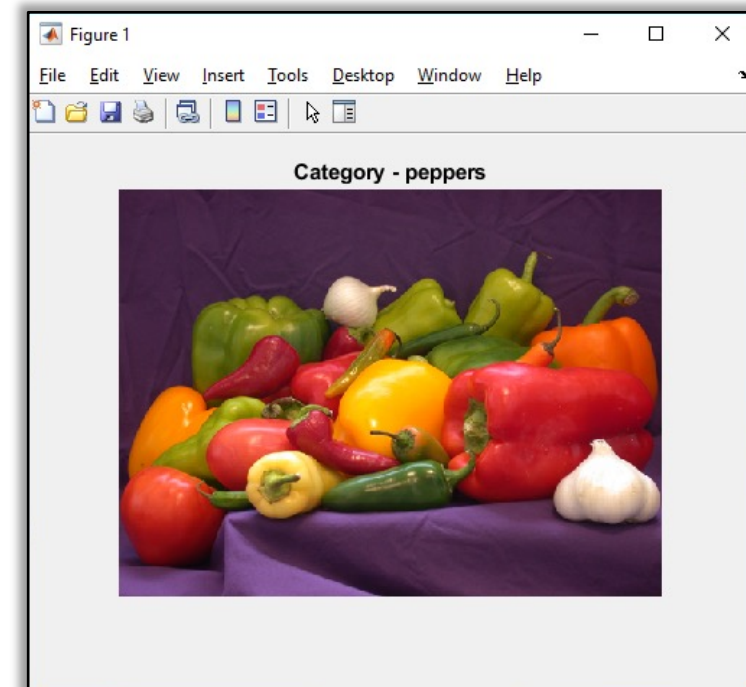 Figure 1
File Edit View Insert Tools Desktop Window Help
Category - peppers